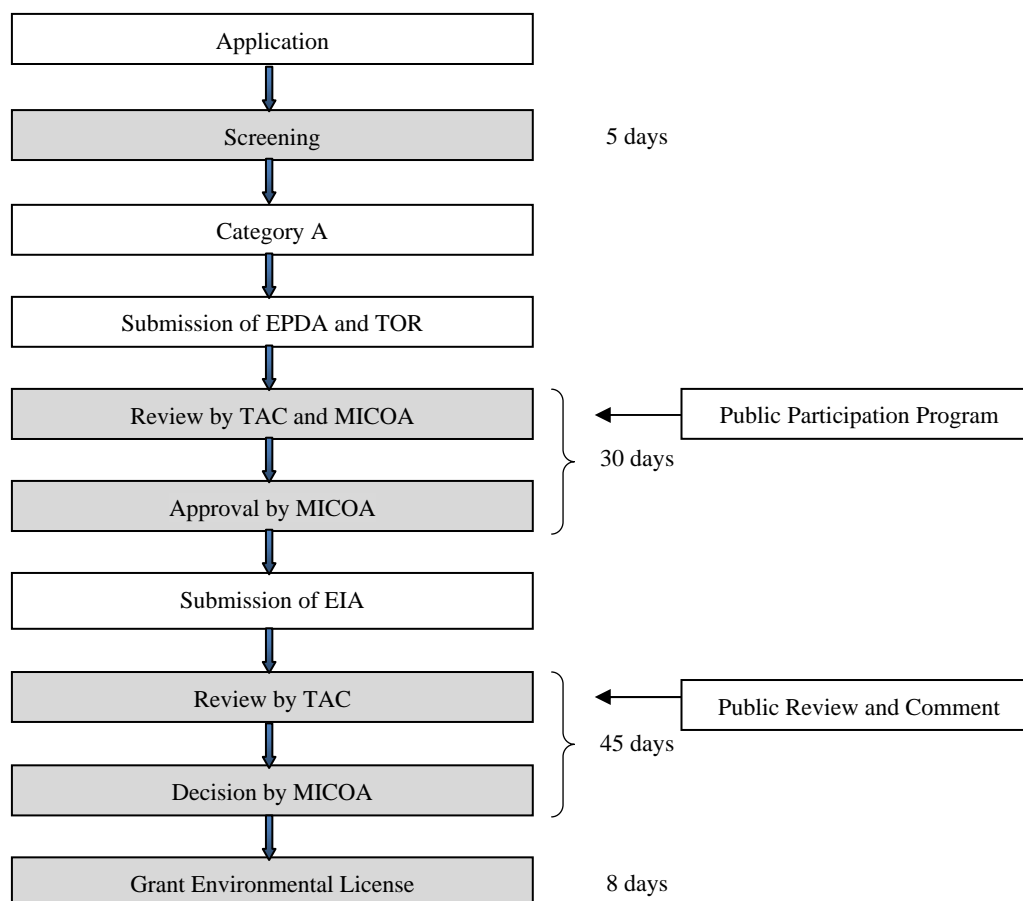 Application
Screening
5 days
Category A
Submission of EPDA and TOR
Review by TAC and MICOA
Public Participation Program
30 days
Approval by MICOA
Submission of EIA
Review by TAC
Public Review and Comment
45 days
Decision by MICOA
Grant Environmental License
8 days